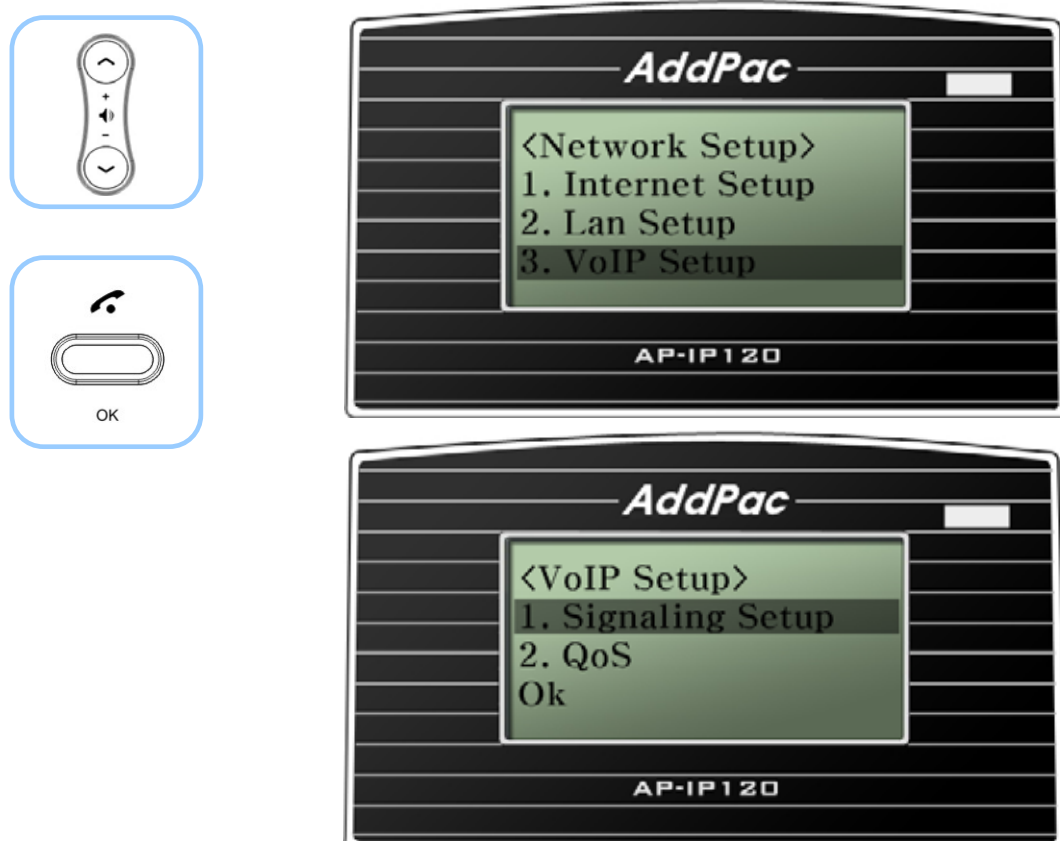 +
-
OK
AddPac
<Network Setup>
1. Internet Setup
2. Lan Setup
3. VoIP Setup
AP-IP120
AddPac
<VoIP Setup>
1. Signaling Setup
2. QoS
Ok
AP-IP120